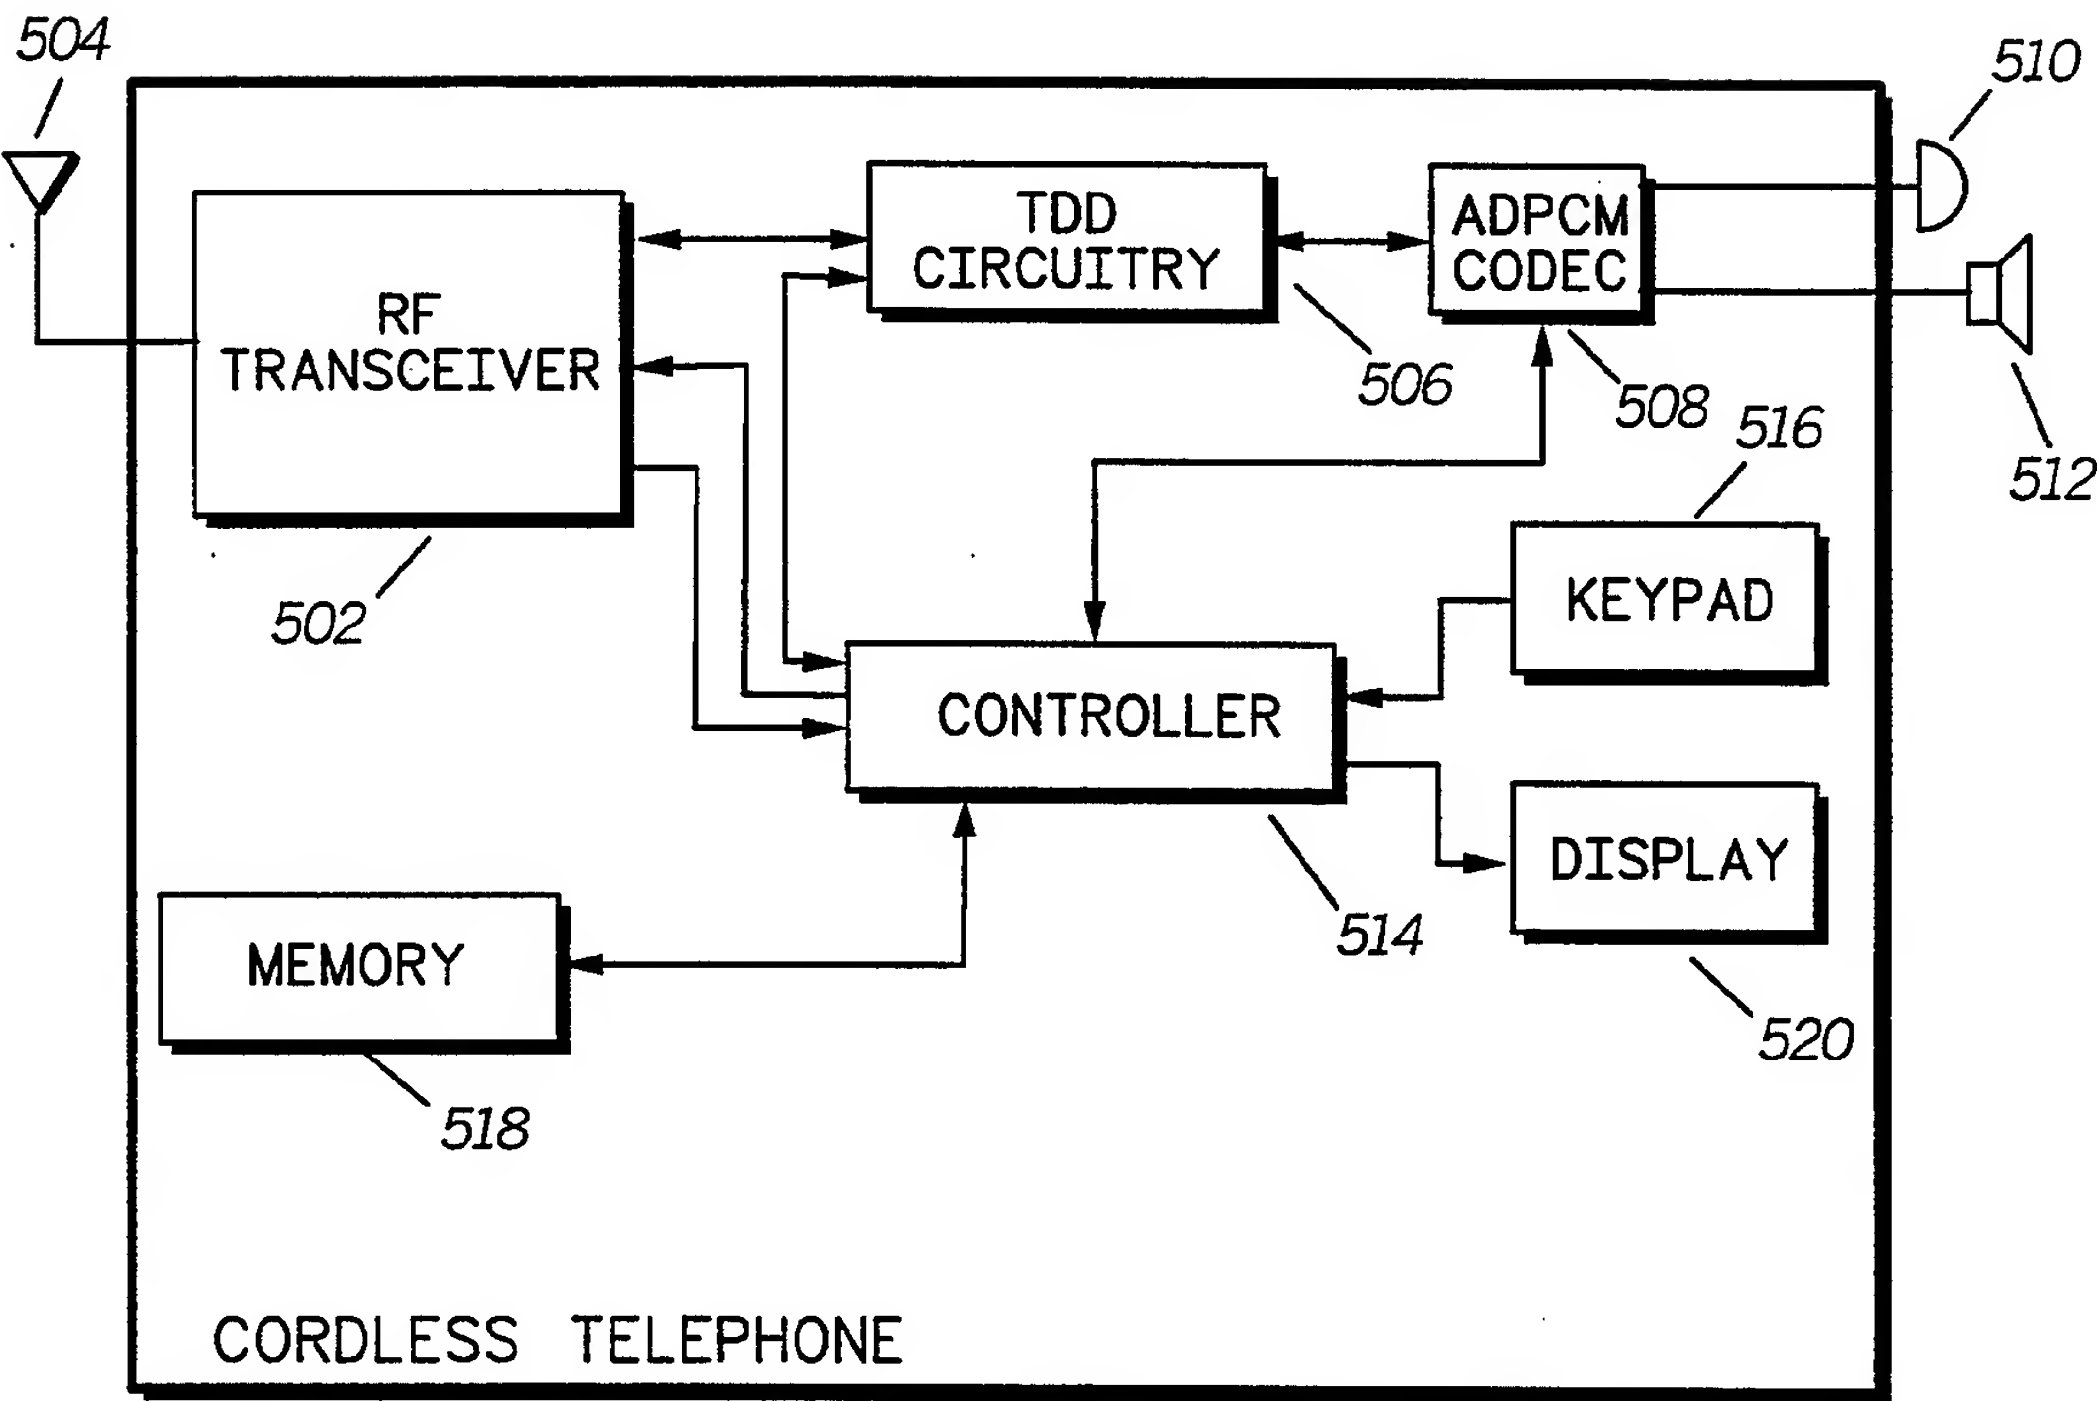 504
510
TDD
CIRCUITRY
ADPCM
CODEC
RF
TRANSCEIVER
506
508
516
512
502
KEYPAD
CONTROLLER
DISPLAY
514
MEMORY
520
518
CORDLESS TELEPHONE